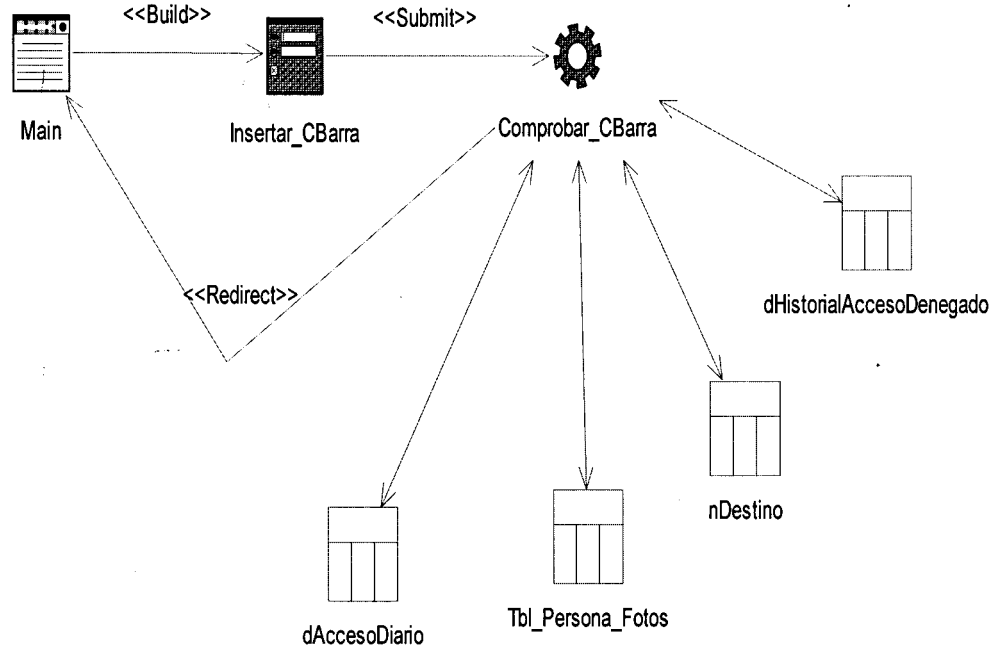 <<Build>>
<<Submit>>
Main
Insertar_CBarra
Comprobar_CBarra
<<Redirect>>
dHistorialAccesoDenegado
nDestino
Tbl_Persona_Fotos
dAccesoDiario